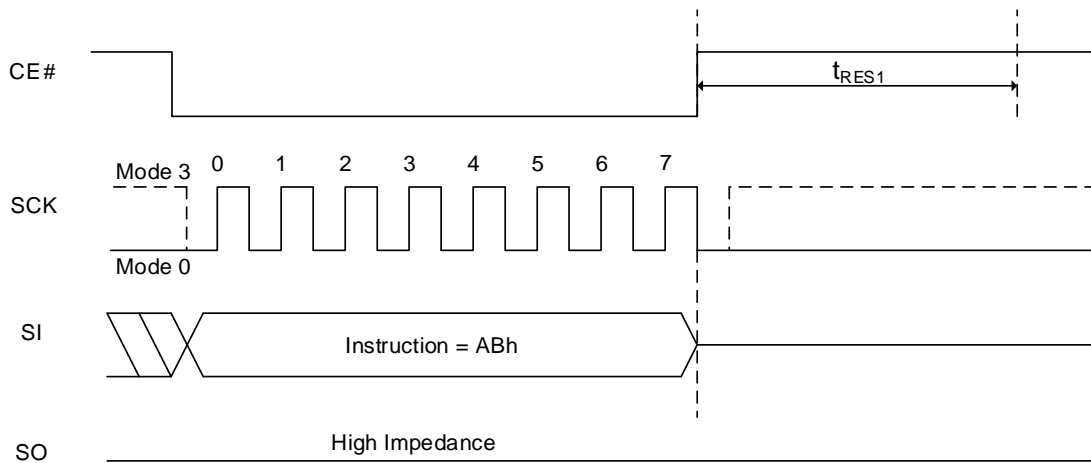 CE#
tRES1
Mode 3
0 1 2 3 4 5 6 7
SCK
Mode 0
SI
Instruction = ABh
SO
High Impedance